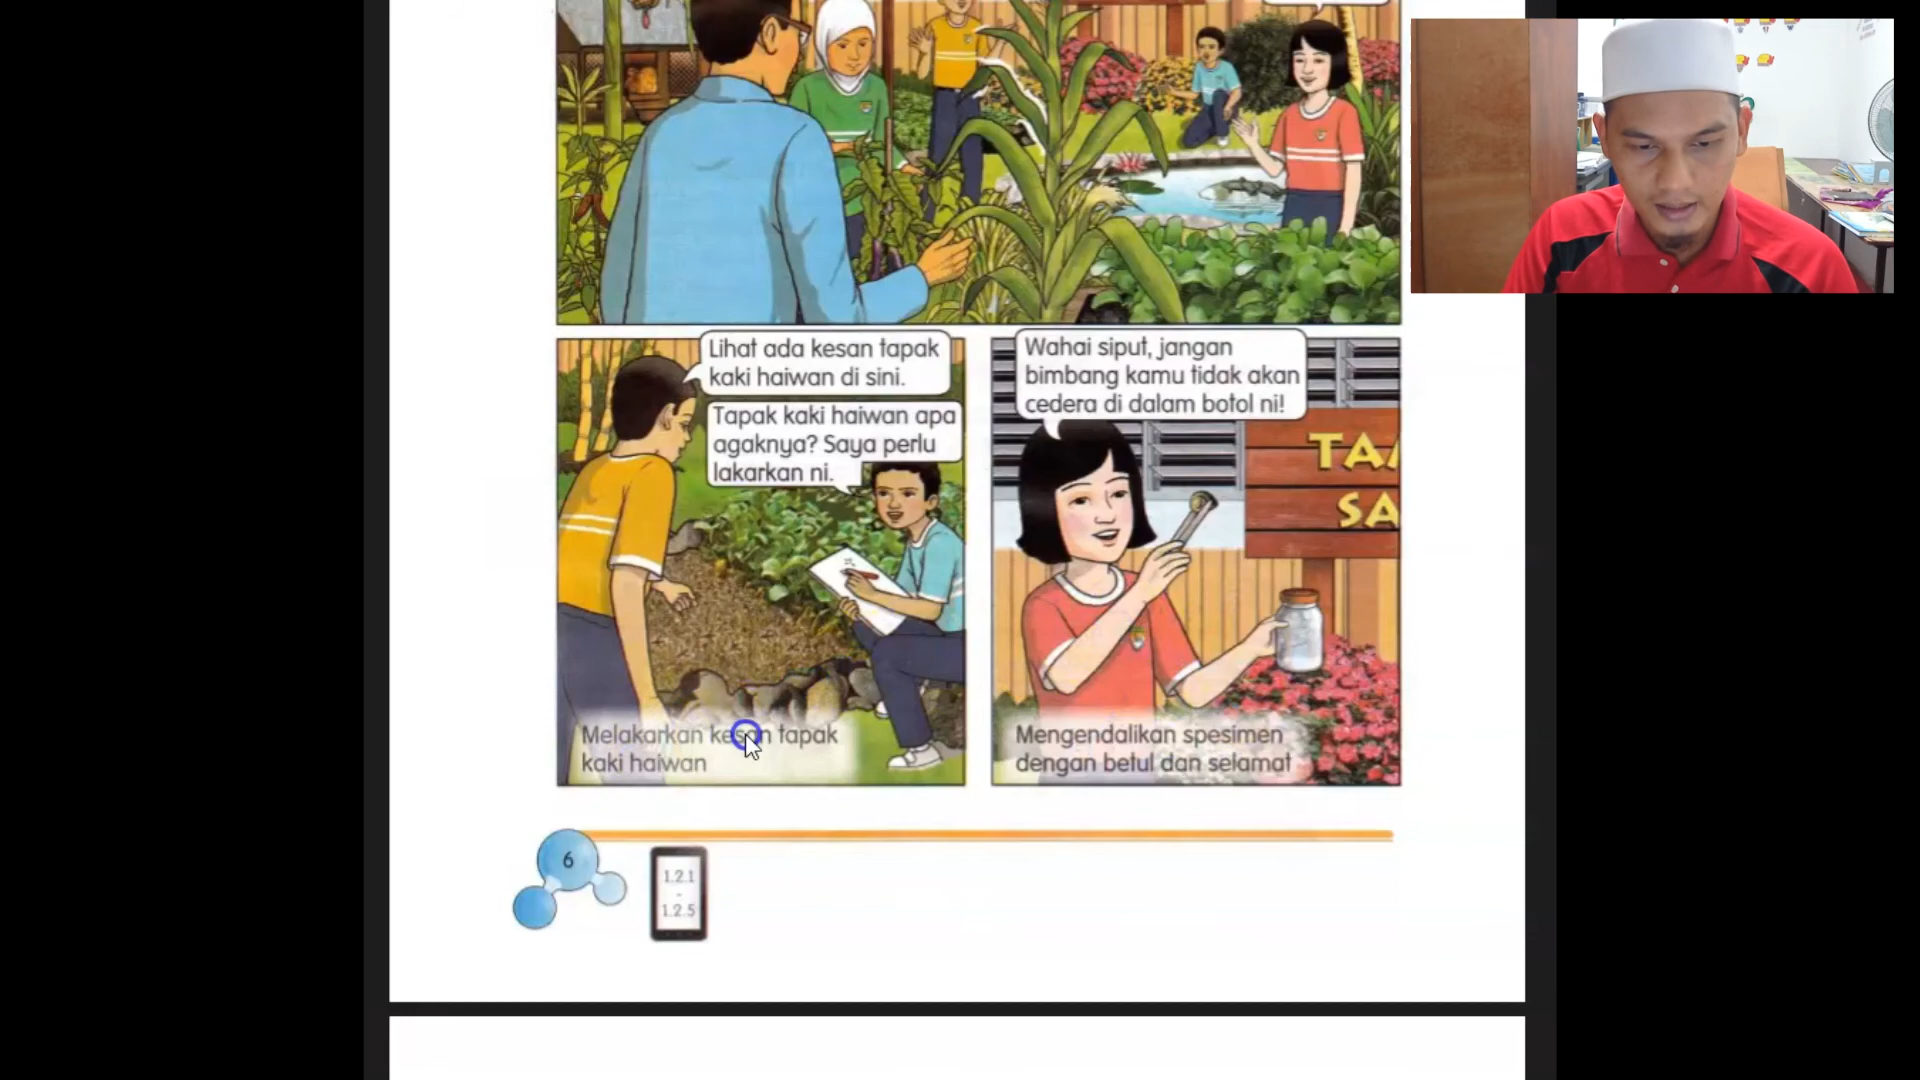 Lihat ada kesan tapak
kaki haiwan di sini.
Tapak kaki haiwan apa
agaknya? Saya perlu
lakarkan ni.
Melakarkan kesan tapak
kaki haiwan
Wahai siput, jangan
bimbang kamu tidak akan
cedera di dalam botol ni!
TA
SA
Mengendalikan spesimen
dengan betul dan selamat
6
1.2.1
-
1.2.5